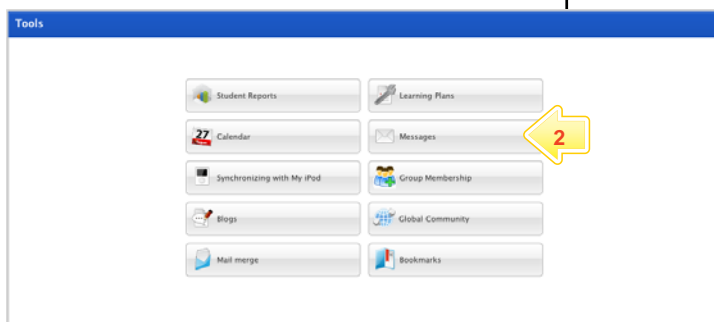 Tools
Student Reports
Learning Plans
27 Calendar
Messages
2
Synchronizing with My iPod
Group Membership
Blogs
Global Community
Mail merge
Bookmarks